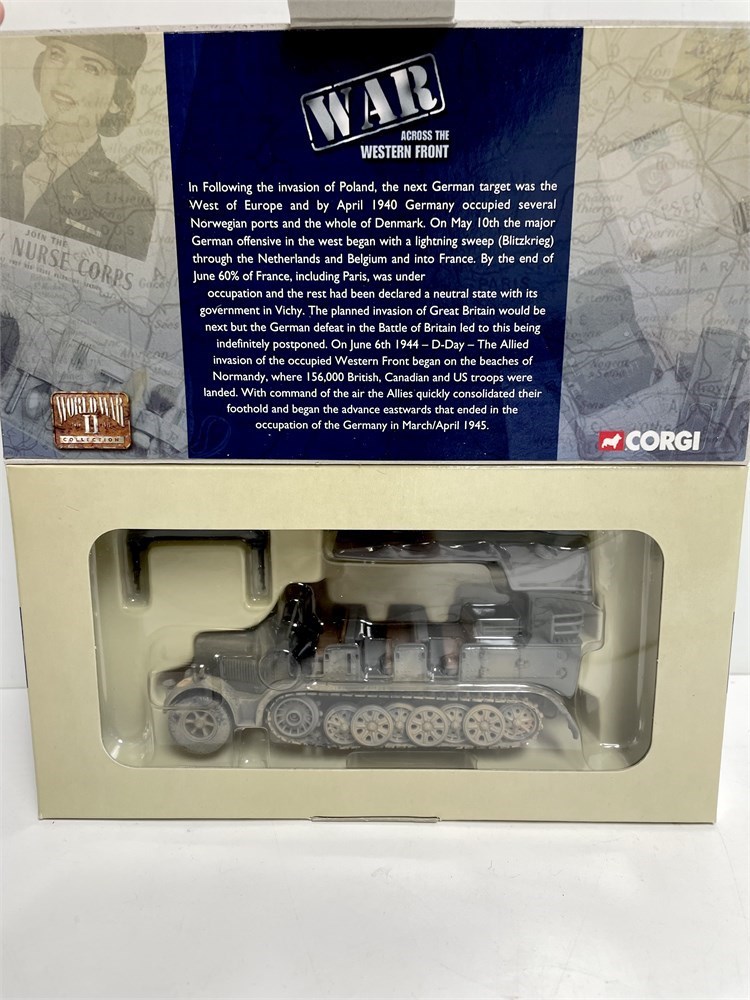 WAR
ACROSS THE
WESTERN FRONT
In Following the invasion of Poland, the next German target was the
West of Europe and by April 1940 Germany occupied several
Norwegian ports and the whole of Denmark. On May 10th the major
German offensive in the west began with a lightning sweep (Blitzkrieg)
through the Netherlands and Belgium and into France. By the end of
June 60% of France, including Paris, was under
occupation and the rest had been declared a neutral state with its
government in Vichy. The planned invasion of Great Britain would be
next but the German defeat in the Battle of Britain led to this being
indefinitely postponed. On June 6th 1944 – D-Day – The Allied
invasion of the occupied Western Front began on the beaches of
Normandy, where 156,000 British, Canadian and US troops were
landed. With command of the air the Allies quickly consolidated their
foothold and began the advance eastwards that ended in the
occupation of the Germany in March/April 1945.
JOIN THE
NURSE CORPS
WORLD WAR
II
COLLECTION
CORGI